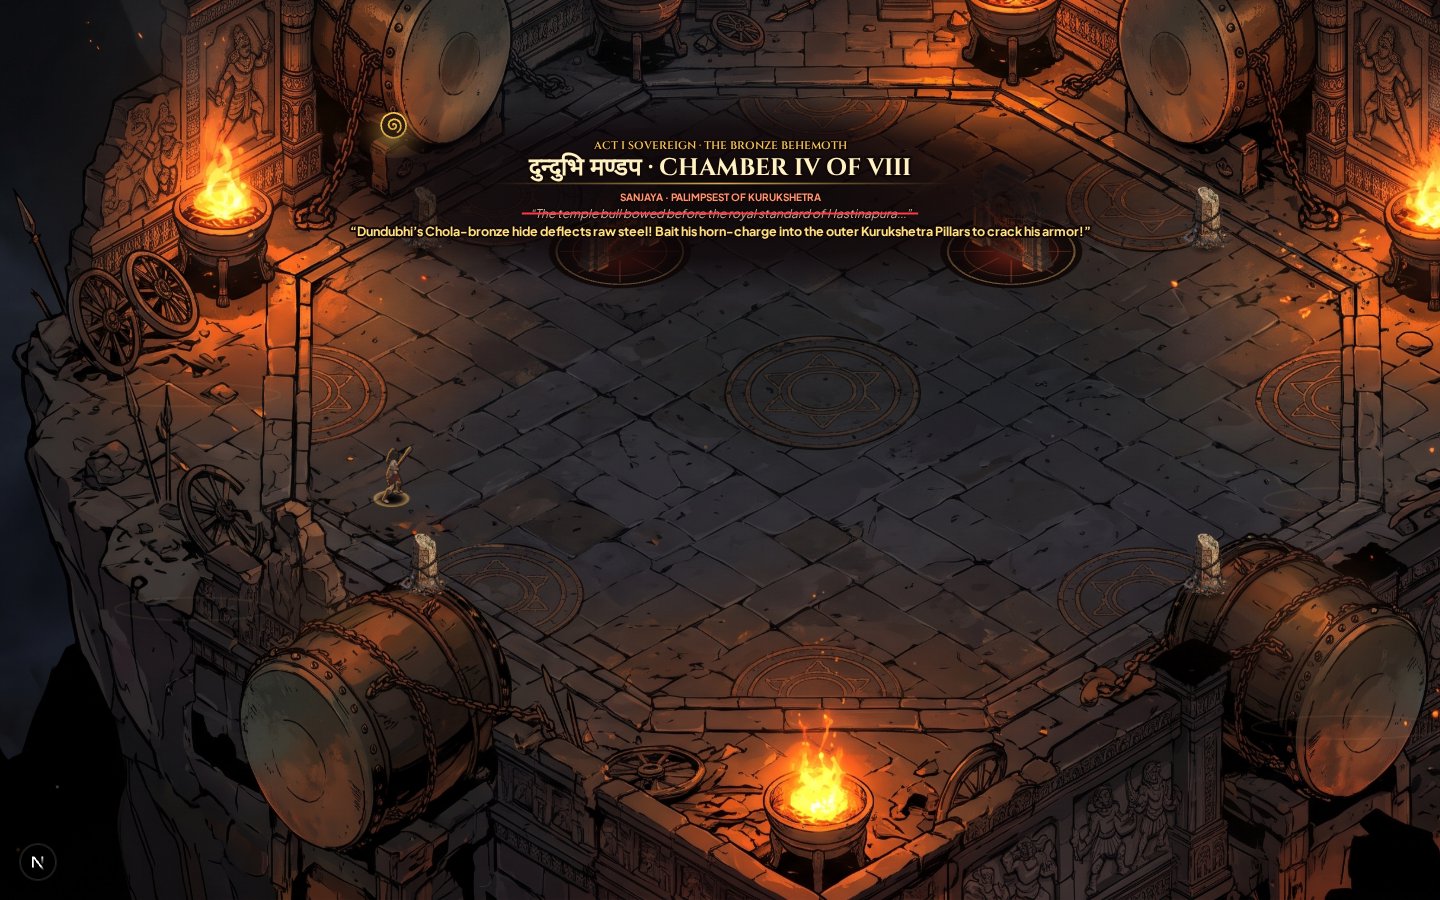 ACT I SOVEREIGN · THE BRONZE BEHEMOTH
दुन्दुभि मण्डप · CHAMBER IV OF VIII
SANJAYA · PALIMPSEST OF KURUKSHETRA
"The temple bull bowed before the royal standard of Hastinapura..."
“Dundubhi's Chola-bronze hide deflects raw steel! Bait his horn-charge into the outer Kurukshetra Pillars to crack his armor!”
N